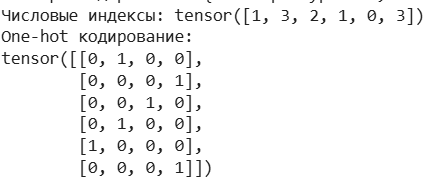 Числовые индексы: tensor([1, 3, 2, 1, 0, 3])
One-hot кодирование:
tensor([[0, 1, 0, 0],
        [0, 0, 0, 1],
        [0, 0, 1, 0],
        [0, 1, 0, 0],
        [1, 0, 0, 0],
        [0, 0, 0, 1]])